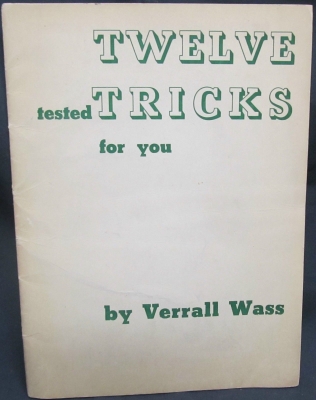 TWELVE
tested TRICKS
for you
by Verrall Wass